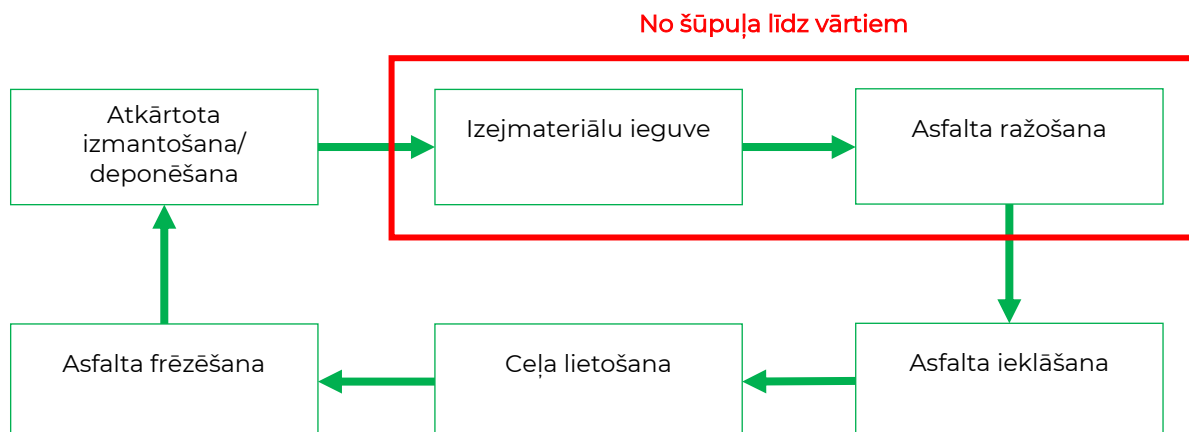 No šūpuļa līdz vārtiem
Atkārtota
izmantošana/
deponēšana
Izejmateriālu ieguve
Asfalta ražošana
Asfalta frēzēšana
Ceļa lietošana
Asfalta ieklāšana